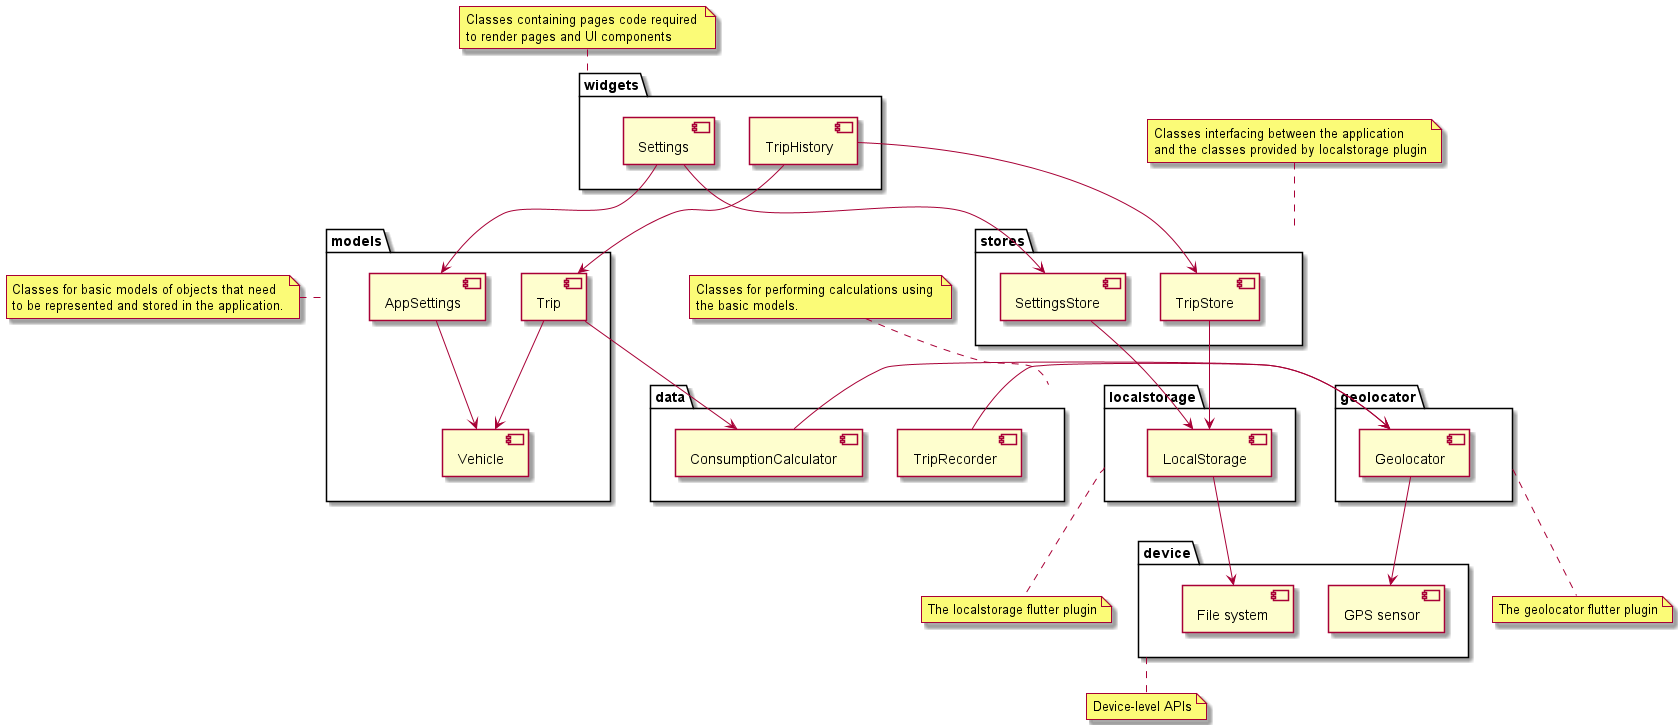 Classes containing pages code required
to render pages and UI components
widgets
Settings
TripHistory
Classes interfacing between the application
and the classes provided by localstorage plugin
models
stores
Classes for basic models of objects that need
to be represented and stored in the application.
AppSettings
Trip
Classes for performing calculations using
the basic models.
SettingsStore
TripStore
data
localstorage
geolocator
Vehicle
ConsumptionCalculator
TripRecorder
LocalStorage
Geolocator
device
The localstorage flutter plugin
File system
GPS sensor
The geolocator flutter plugin
Device-level APIs